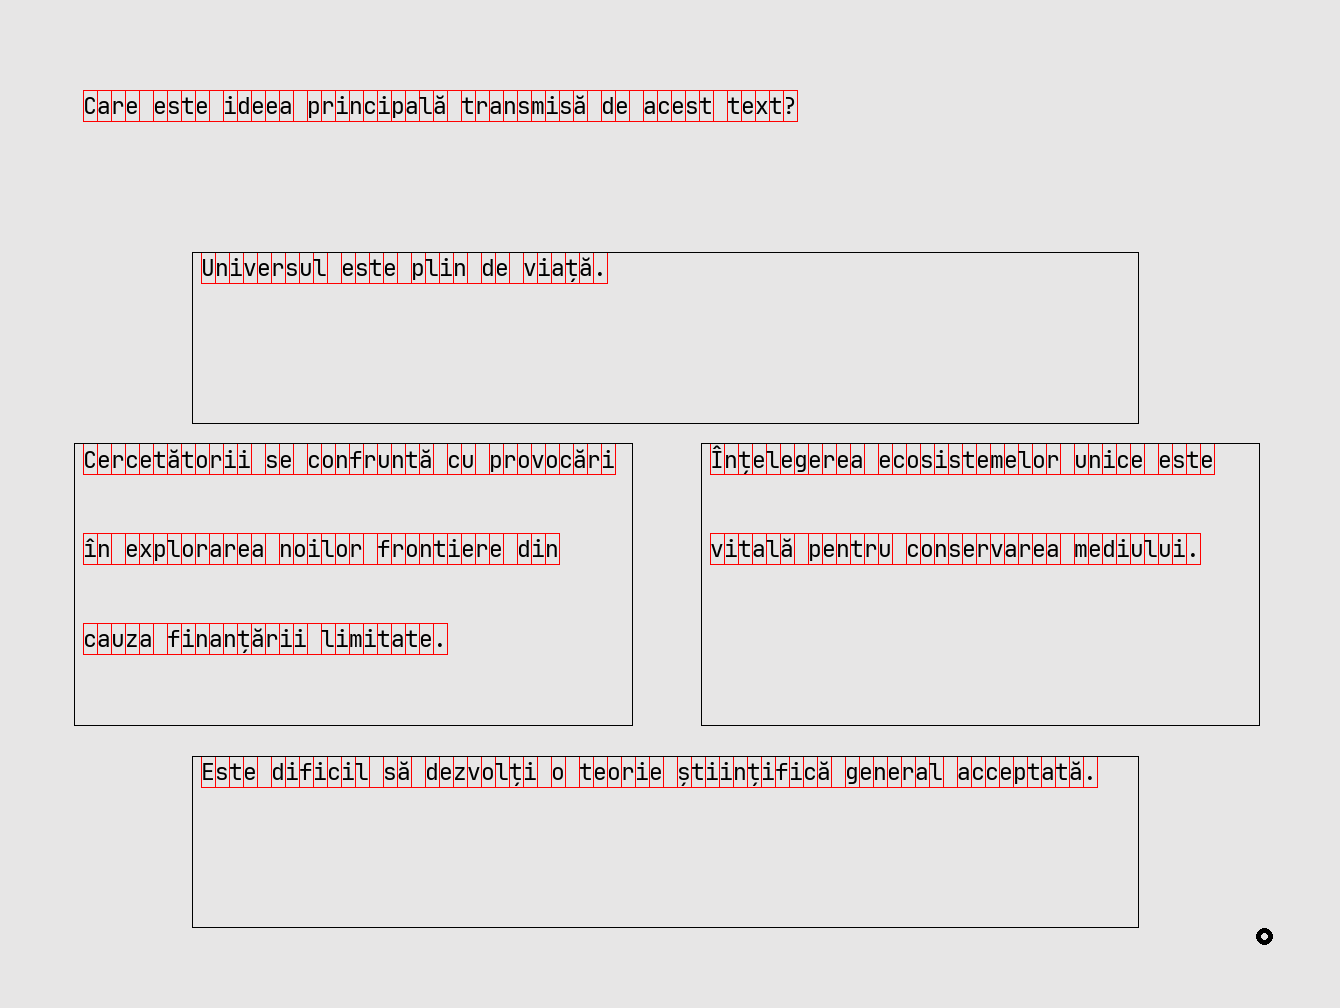 Care este ideea principală transmisă de acest text?
Universul este plin de viață.
Cercetătorii se confruntă cu provocări
în explorarea noilor frontiere din
cauza finanțării limitate.
Înțelegerea ecosistemelor unice este
vitală pentru conservarea mediului.
Este dificil să dezvolți o teorie științifică general acceptată.